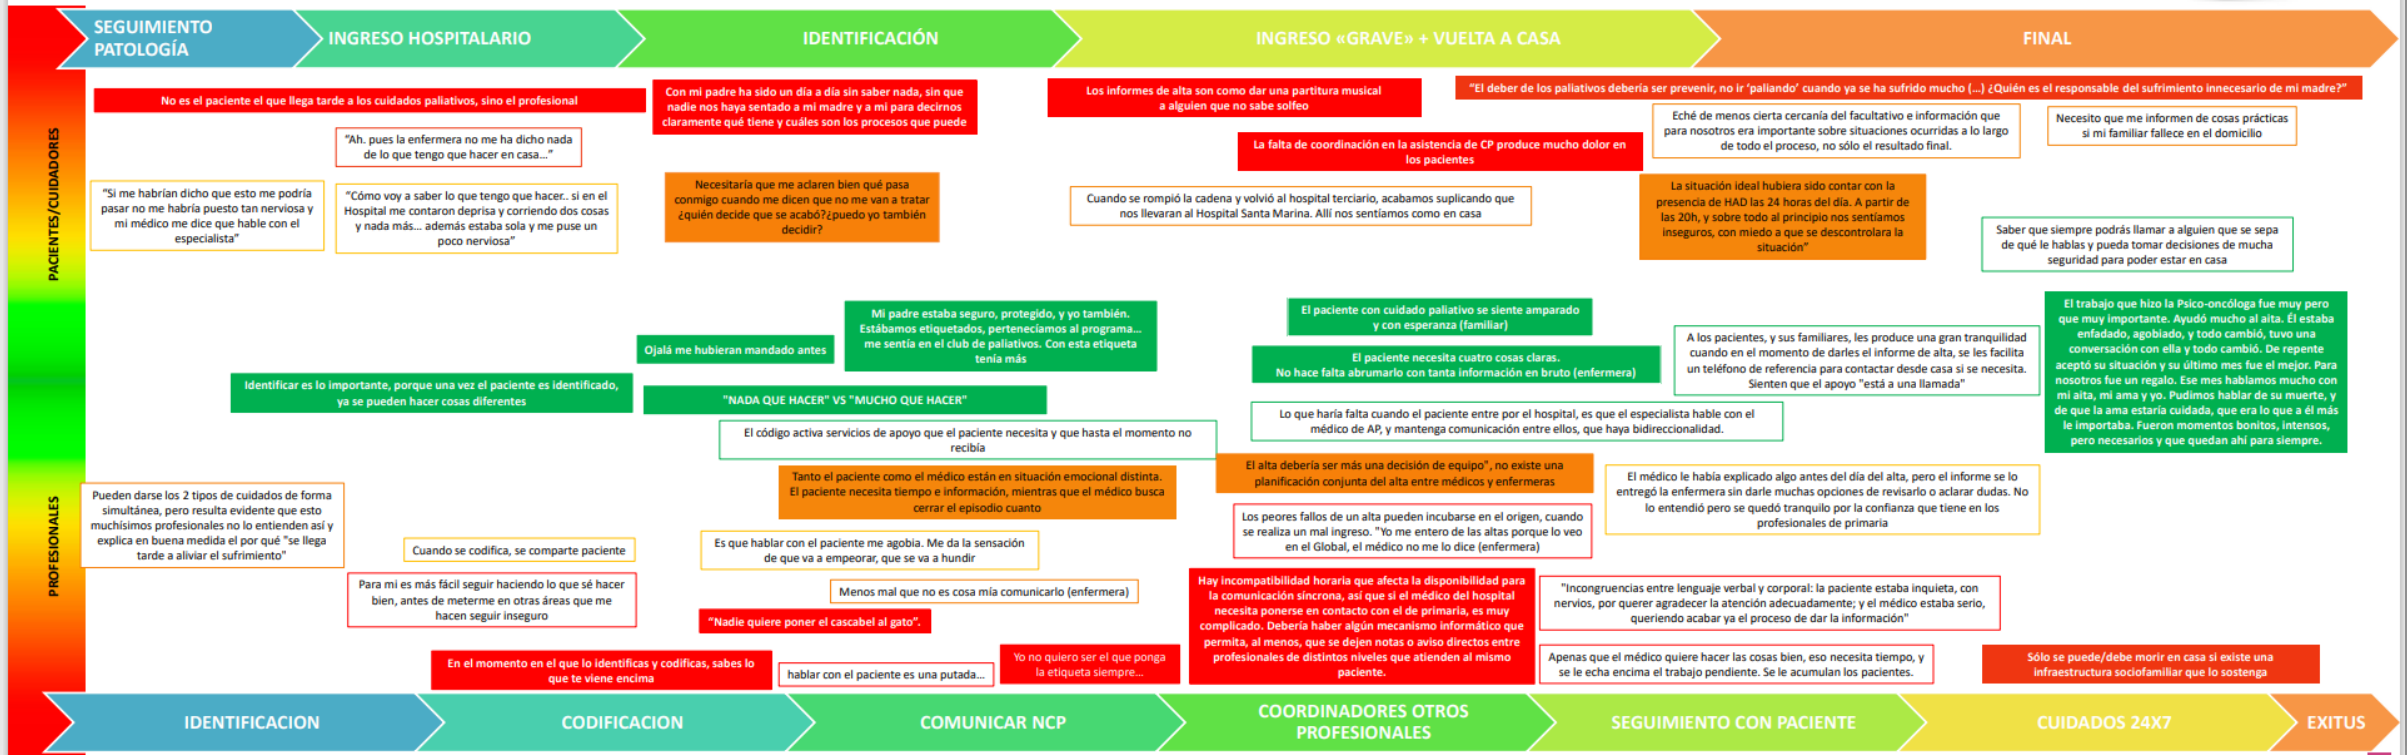 SEGUIMIENTO
PATOLOGÍA
INGRESO HOSPITALARIO
IDENTIFICACIÓN
INGRESO «GRAVE» + VUELTA A CASA
FINAL
PACIENTES/CUIDADORES
No es el paciente el que llega tarde a los cuidados paliativos, sino el profesional
Con mi padre ha sido un día a día sin saber nada, sin que
nadie nos haya sentado a mi madre y a mi para decirnos
claramente qué tiene y cuáles son los procesos que puede
Los informes de alta son como dar una partitura musical
a alguien que no sabe solfeo
"El deber de los paliativos debería ser prevenir, no ir 'paliando' cuando ya se ha sufrido mucho (...) ¿Quién es el responsable del sufrimiento innecesario de mi madre?"
"Ah. pues la enfermera no me ha dicho nada
de lo que tengo que hacer en casa..."
La falta de coordinación en la asistencia de CP produce mucho dolor en
los pacientes
Eché de menos cierta cercanía del facultativo e información que
para nosotros era importante sobre situaciones ocurridas a lo largo
de todo el proceso, no sólo el resultado final.
Necesito que me informen de cosas prácticas
si mi familiar fallece en el domicilio
"Si me habrían dicho que esto me podría
pasar no me habría puesto tan nerviosa y
mi médico me dice que hable con el
especialista"
"Cómo voy a saber lo que tengo que hacer.. si en el
Hospital me contaron deprisa y corriendo dos cosas
y nada más... además estaba sola y me puse un
poco nerviosa"
Necesitaría que me aclaren bien qué pasa
conmigo cuando me dicen que no me van a tratar
¿quién decide que se acabó?¿puedo yo también
decidir?
Cuando se rompió la cadena y volvió al hospital terciario, acabamos suplicando que
nos llevaran al Hospital Santa Marina. Allí nos sentíamos como en casa
La situación ideal hubiera sido contar con la
presencia de HAD las 24 horas del día. A partir de
las 20h, y sobre todo al principio nos sentíamos
inseguros, con miedo a que se descontrolara la
situación"
Saber que siempre podrás llamar a alguien que se sepa
de qué le hablas y pueda tomar decisiones de mucha
seguridad para poder estar en casa
Ojalá me hubieran mandado antes
Mi padre estaba seguro, protegido, y yo también.
Estábamos etiquetados, pertenecíamos al programa...
me sentía en el club de paliativos. Con esta etiqueta
tenía más
El paciente con cuidado paliativo se siente amparado
y con esperanza (familiar)
El paciente necesita cuatro cosas claras.
No hace falta abrumarlo con tanta información en bruto (enfermera)
A los pacientes, y sus familiares, les produce una gran tranquilidad
cuando en el momento de darles el informe de alta, se les facilita
un teléfono de referencia para contactar desde casa si se necesita.
Sienten que el apoyo "está a una llamada"
El trabajo que hizo la Psico-oncóloga fue muy pero
que muy importante. Ayudó mucho al aita. Él estaba
enfadado, agobiado, y todo cambió, tuvo una
conversación con ella y todo cambió. De repente
aceptó su situación y su último mes fue el mejor. Para
nosotros fue un regalo. Ese mes hablamos mucho con
mi aita, mi ama y yo. Pudimos hablar de su muerte, y
de que la ama estaría cuidada, que era lo que a él más
le importaba. Fueron momentos bonitos, intensos,
pero necesarios y que quedan ahí para siempre.
Identificar es lo importante, porque una vez el paciente es identificado,
ya se pueden hacer cosas diferentes
"NADA QUE HACER" VS "MUCHO QUE HACER"
El código activa servicios de apoyo que el paciente necesita y que hasta el momento no
recibía
Lo que haría falta cuando el paciente entre por el hospital, es que el especialista hable con el
médico de AP, y mantenga comunicación entre ellos, que haya bidireccionalidad.
PROFESIONALES
Pueden darse los 2 tipos de cuidados de forma
simultánea, pero resulta evidente que esto
muchísimos profesionales no lo entienden así y
explica en buena medida el por qué "se llega
tarde a aliviar el sufrimiento"
Tanto el paciente como el médico están en situación emocional distinta.
El paciente necesita tiempo e información, mientras que el médico busca
cerrar el episodio cuanto
El alta debería ser más una decisión de equipo", no existe una
planificación conjunta del alta entre médicos y enfermeras
El médico le había explicado algo antes del día del alta, pero el informe se lo
entregó la enfermera sin darle muchas opciones de revisarlo o aclarar dudas. No
lo entendió pero se quedó tranquilo por la confianza que tiene en los
profesionales de primaria
Cuando se codifica, se comparte paciente
Es que hablar con el paciente me agobia. Me da la sensación
de que va a empeorar, que se va a hundir
Los peores fallos de un alta pueden incubarse en el origen, cuando
se realiza un mal ingreso. "Yo me entero de las altas porque lo veo
en el Global, el médico no me lo dice (enfermera)
Para mi es más fácil seguir haciendo lo que sé hacer
bien, antes de meterme en otras áreas que me
hacen seguir inseguro
Menos mal que no es cosa mía comunicarlo (enfermera)
"Nadie quiere poner el cascabel al gato".
Hay incompatibilidad horaria que afecta la disponibilidad para
la comunicación síncrona, así que si el médico del hospital
necesita ponerse en contacto con el de primaria, es muy
complicado. Debería haber algún mecanismo informático que
permita, al menos, que se dejen notas o aviso directos entre
profesionales de distintos niveles que atienden al mismo
paciente.
"Incongruencias entre lenguaje verbal y corporal: la paciente estaba inquieta, con
nervios, por querer agradecer la atención adecuadamente; y el médico estaba serio,
queriendo acabar ya el proceso de dar la información"
En el momento en el que lo identificas y codificas, sabes lo
que te viene encima
hablar con el paciente es una putada...
Yo no quiero ser el que ponga
la etiqueta siempre...
Apenas que el médico quiere hacer las cosas bien, eso necesita tiempo, y
se le echa encima el trabajo pendiente. Se le acumulan los pacientes.
Sólo se puede/debe morir en casa si existe una
infraestructura sociofamiliar que lo sostenga
IDENTIFICACION
CODIFICACION
COMUNICAR NCP
COORDINADORES OTROS
PROFESIONALES
SEGUIMIENTO CON PACIENTE
CUIDADOS 24X7
EXITUS